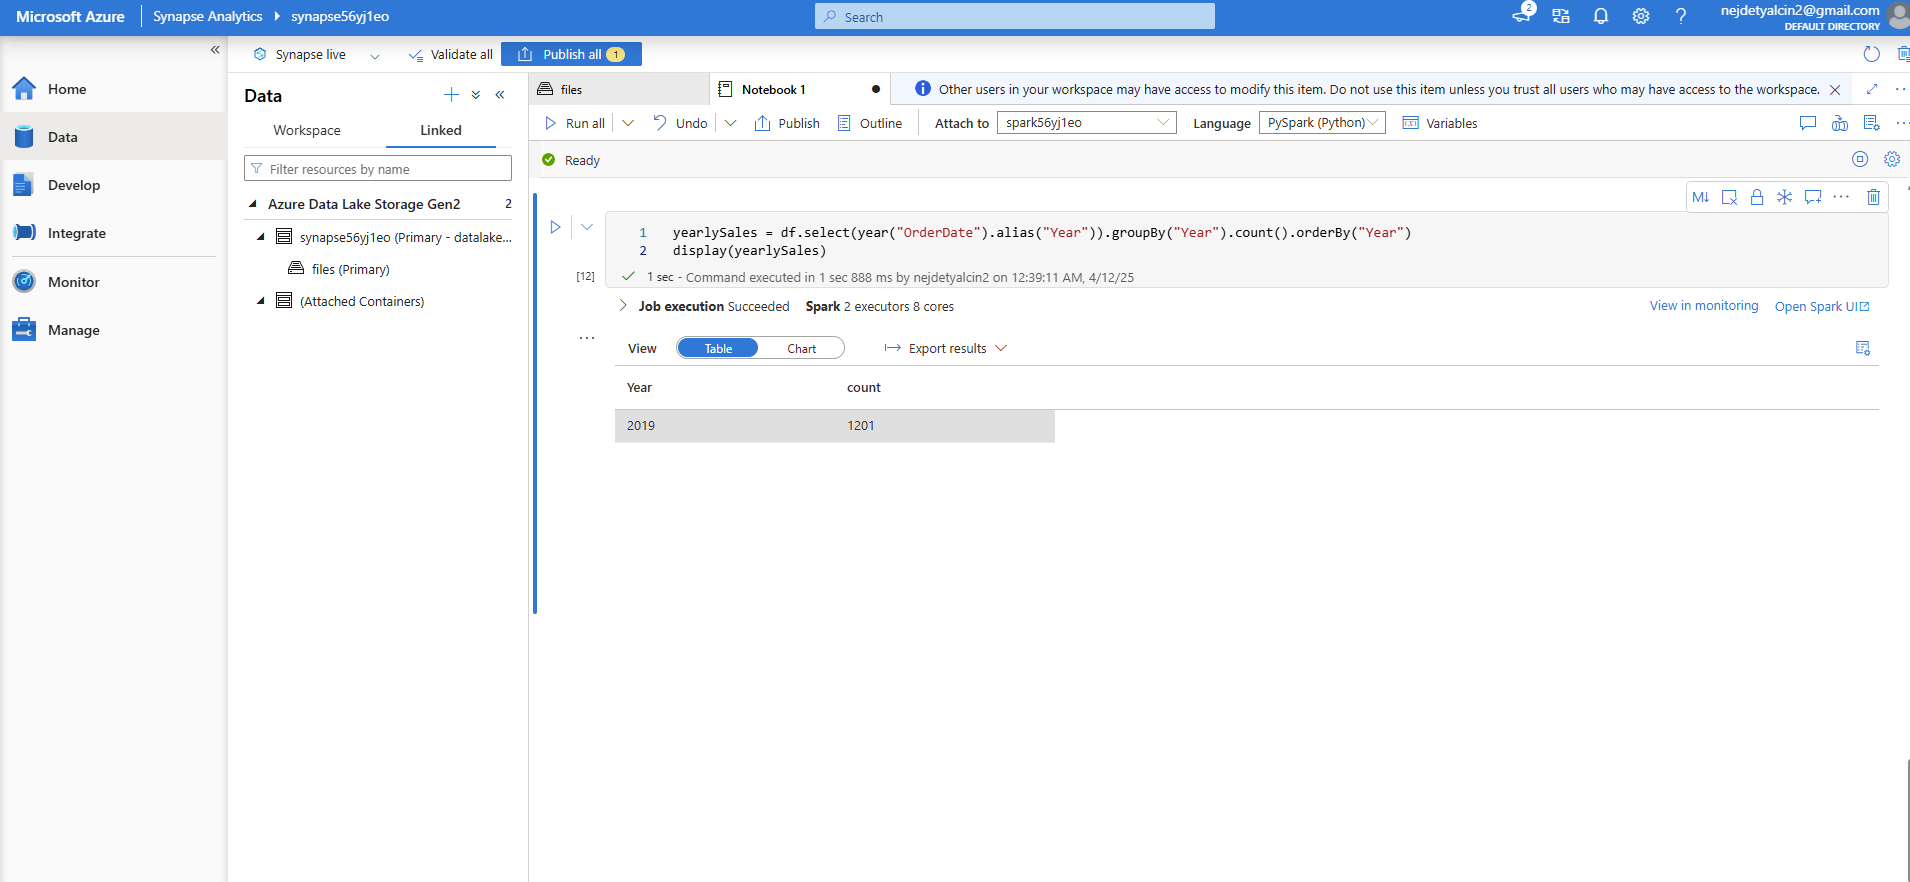 Microsoft Azure
Synapse Analytics
synapse56yj1eo
Search
2
nejdetyalcin2@gmail.com
DEFAULT DIRECTORY
Home
Data
Develop
Integrate
Monitor
Manage
Synapse live
Validate all
Publish all
1
Data
Workspace
Linked
Filter resources by name
Azure Data Lake Storage Gen2
2
synapse56yj1eo (Primary - datalake...
files (Primary)
(Attached Containers)
files
Notebook 1
Other users in your workspace may have access to modify this item. Do not use this item unless you trust all users who may have access to the workspace.
Run all
Undo
Publish
Outline
Attach to
spark56yj1eo
Language
PySpark (Python)
Variables
Ready
M↓
1 yearlySales = df.select(year("OrderDate").alias("Year")).groupBy("Year").count().orderBy("Year")
2 display(yearlySales)
[12]
1 sec - Command executed in 1 sec 888 ms by nejdetyalcin2 on 12:39:11 AM, 4/12/25
Job execution Succeeded Spark 2 executors 8 cores
View in monitoring
Open Spark UI
View
Table
Chart
Export results
Year count
2019 1201